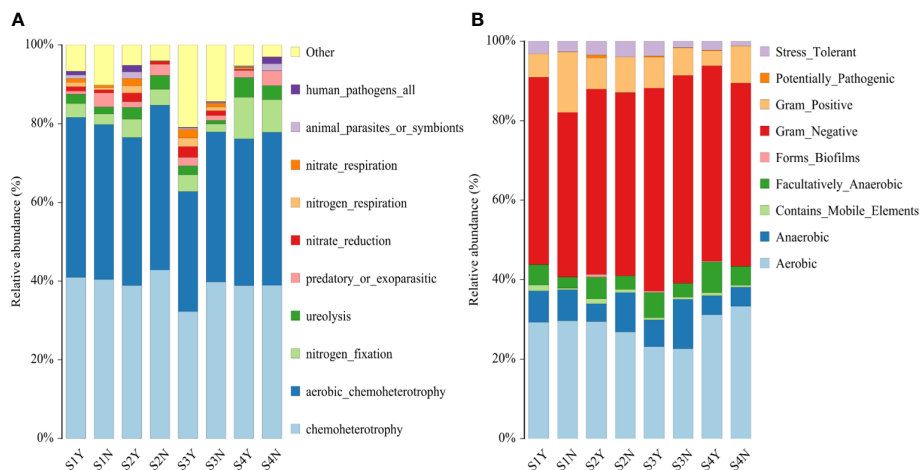 A
Relative abundance (%)
100%
80%
60%
40%
20%
0%
S1Y S1N S2Y S2N S3Y S3N S4Y S4N
Other
human_pathogens_all
animal_parasites_or_symbionts
nitrate_respiration
nitrogen_respiration
nitrate_reduction
predatory_or_exoparasitic
ureolysis
nitrogen_fixation
aerobic_chemoheterotrophy
chemoheterotrophy
B
Relative abundance (%)
100%
80%
60%
40%
20%
0%
S1Y S1N S2Y S2N S3Y S3N S4Y S4N
Stress_Tolerant
Potentially_Pathogenic
Gram_Positive
Gram_Negative
Forms_Biofilms
Facultatively_Anaerobic
Contains_Mobile_Elements
Anaerobic
Aerobic